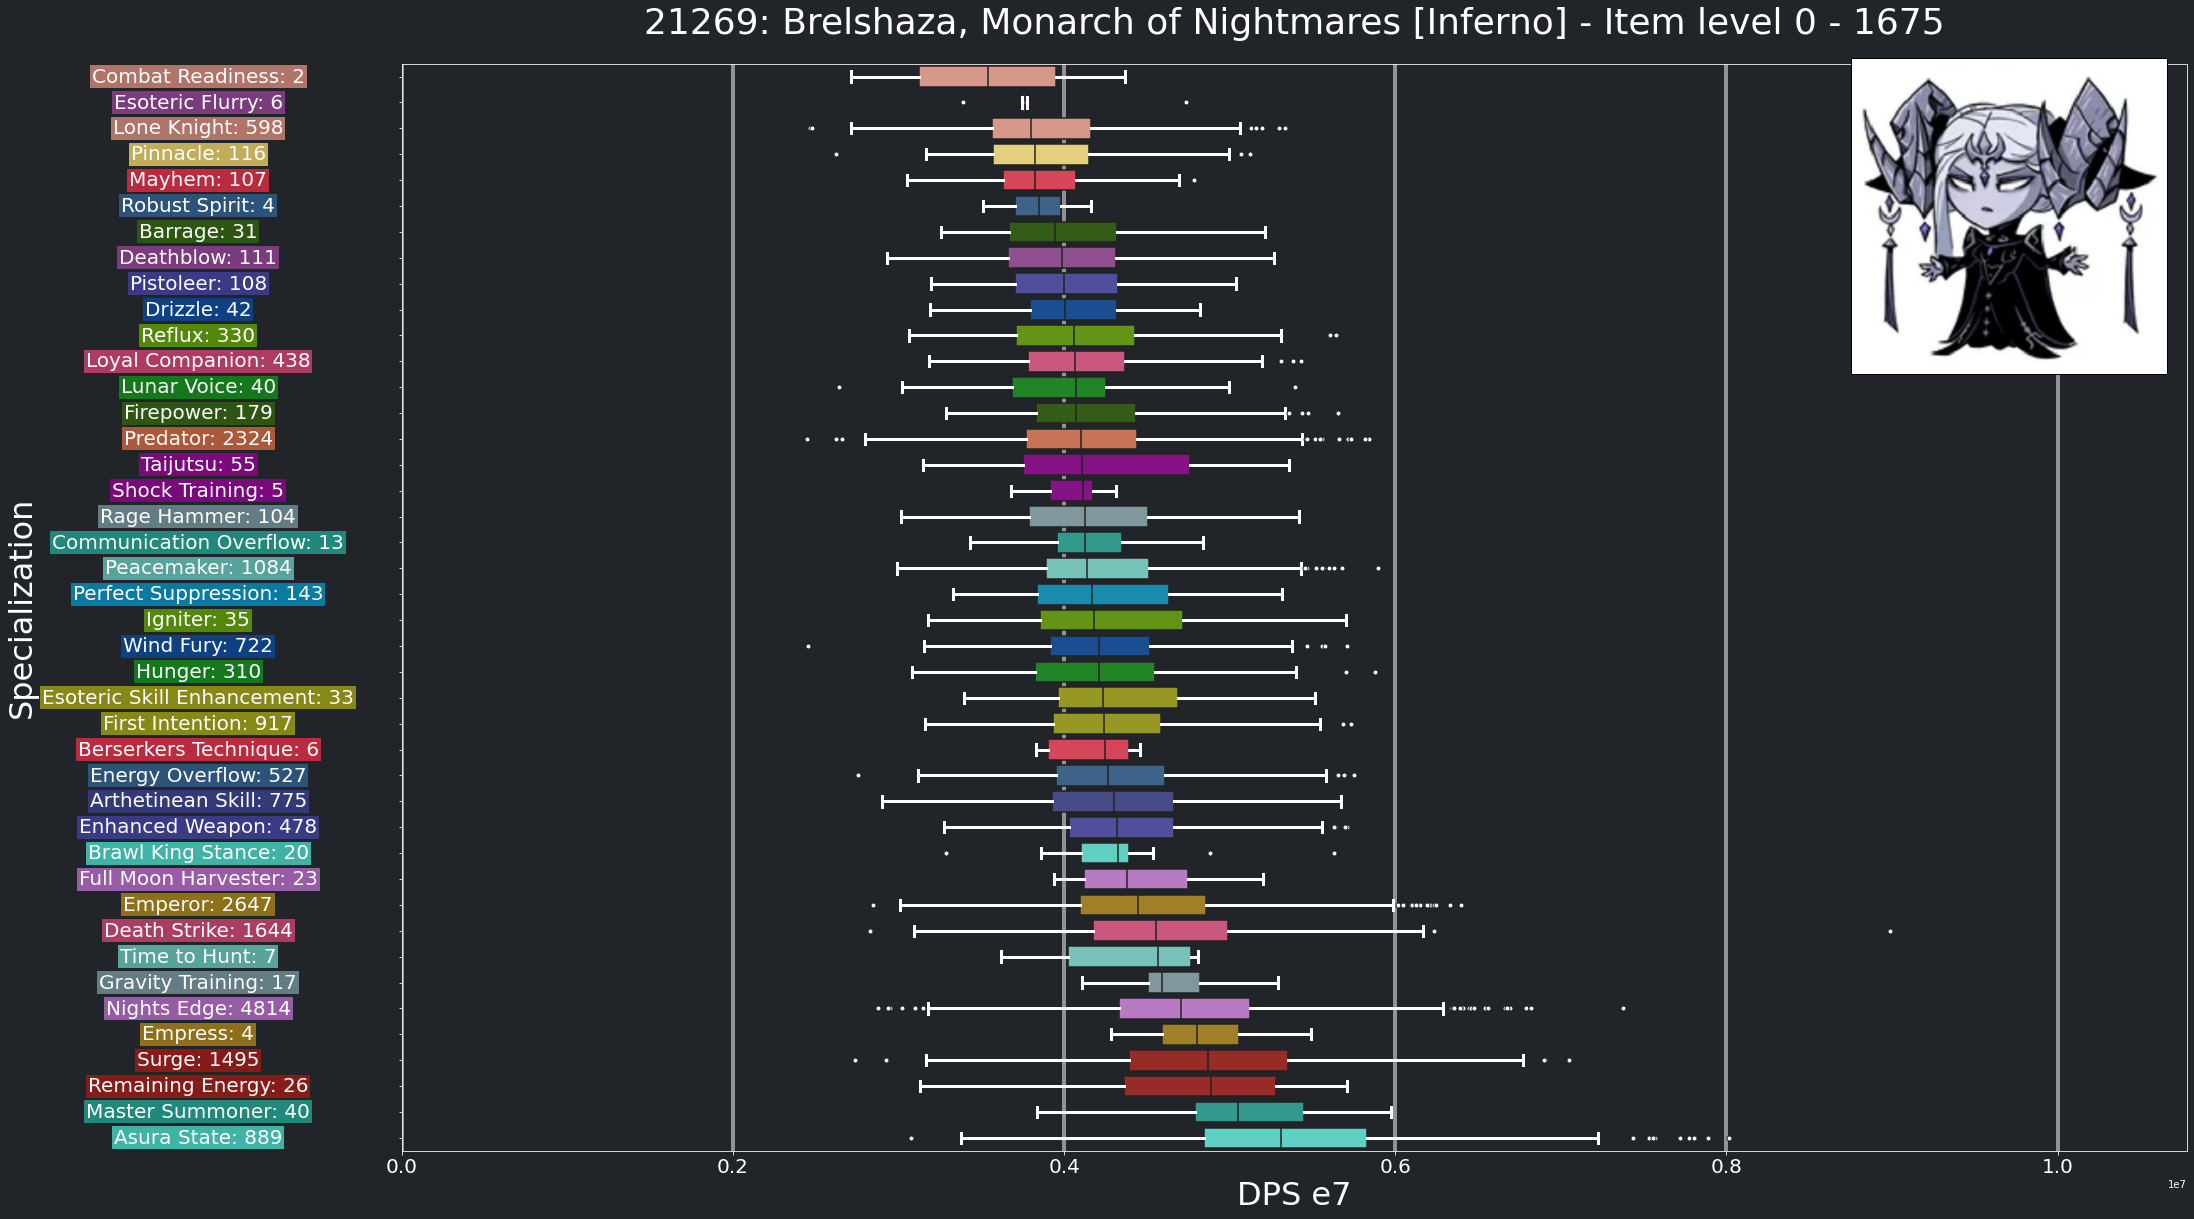 21269: Brelshaza, Monarch of Nightmares [Inferno] - Item level 0 - 1675
Specialization
Combat Readiness: 2
Esoteric Flurry: 6
Lone Knight: 598
Pinnacle: 116
Mayhem: 107
Robust Spirit: 4
Barrage: 31
Deathblow: 111
Pistoleer: 108
Drizzle: 42
Reflux: 330
Loyal Companion: 438
Lunar Voice: 40
Firepower: 179
Predator: 2324
Taijutsu: 55
Shock Training: 5
Rage Hammer: 104
Communication Overflow: 13
Peacemaker: 1084
Perfect Suppression: 143
Igniter: 35
Wind Fury: 722
Hunger: 310
Esoteric Skill Enhancement: 33
First Intention: 917
Berserkers Technique: 6
Energy Overflow: 527
Arthetinean Skill: 775
Enhanced Weapon: 478
Brawl King Stance: 20
Full Moon Harvester: 23
Emperor: 2647
Death Strike: 1644
Time to Hunt: 7
Gravity Training: 17
Nights Edge: 4814
Empress: 4
Surge: 1495
Remaining Energy: 26
Master Summoner: 40
Asura State: 889
0.0 0.2 0.4 0.6 0.8 1.0
1e7
DPS e7